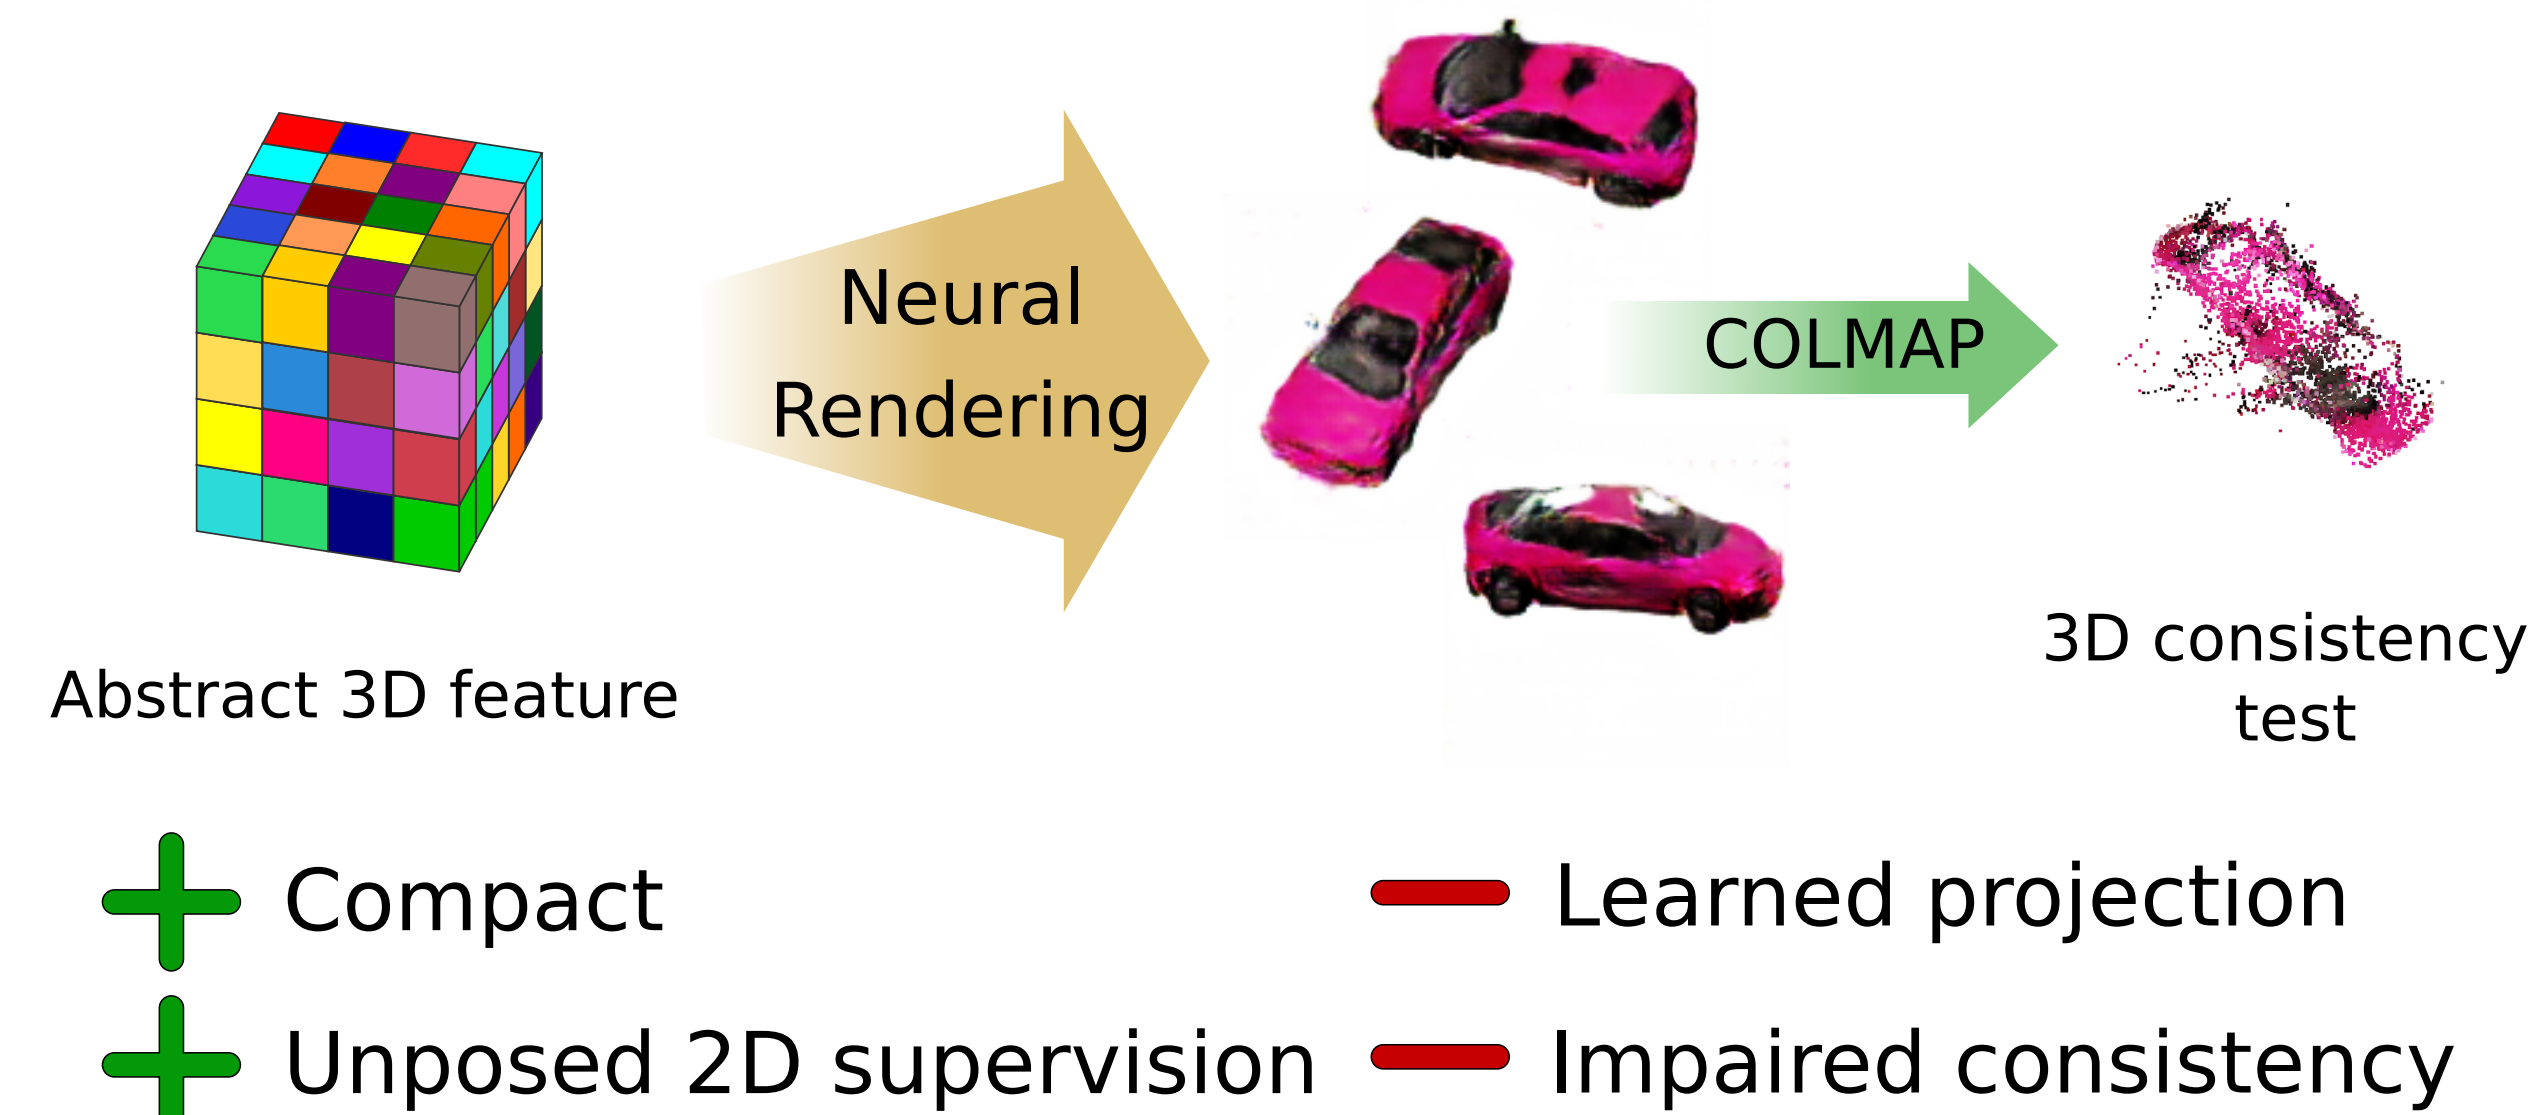 Neural
Rendering
COLMAP
Abstract 3D feature
3D consistency
test
Compact
Learned projection
Unposed 2D supervision
Impaired consistency